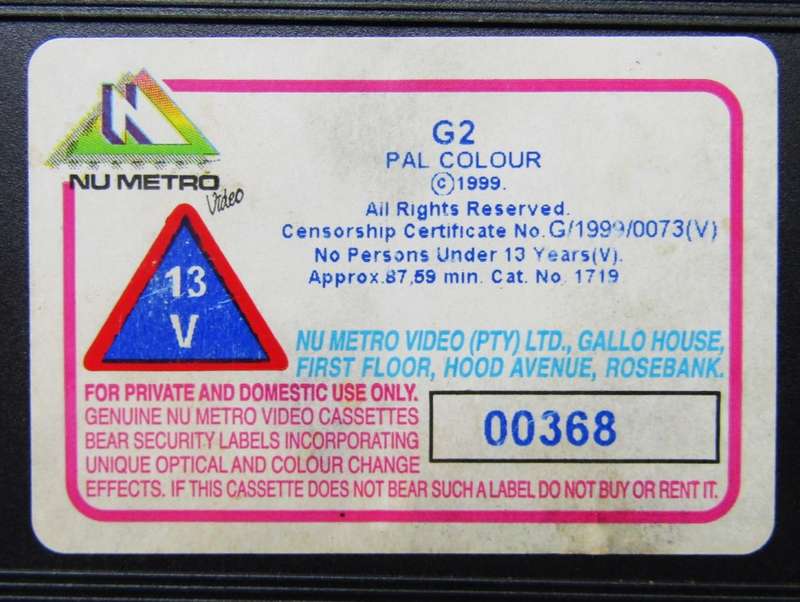 N
NU METRO
Video
G2
PAL COLOUR
©1999.
All Rights Reserved.
Censorship Certificate No.G/1999/0073(V)
No Persons Under 13 Years(V).
Approx.87,59 min. Cat. No. 1719
13
V
NU METRO VIDEO (PTY) LTD., GALLO HOUSE,
FIRST FLOOR, HOOD AVENUE, ROSEBANK.
FOR PRIVATE AND DOMESTIC USE ONLY.
GENUINE NU METRO VIDEO CASSETTES
BEAR SECURITY LABELS INCORPORATING
UNIQUE OPTICAL AND COLOUR CHANGE
EFFECTS. IF THIS CASSETTE DOES NOT BEAR SUCH A LABEL DO NOT BUY OR RENT IT.
00368